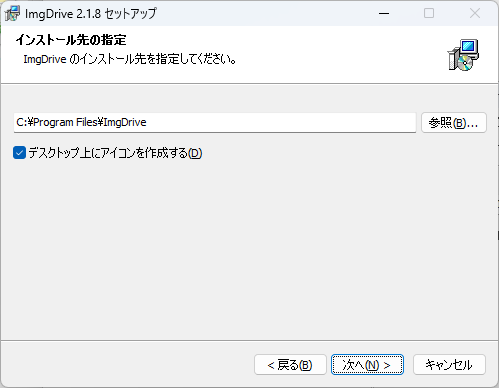 ImgDrive 2.1.8 セットアップ
インストール先の指定
ImgDrive のインストール先を指定してください。
C:¥Program Files¥ImgDrive
参照(B)...
デスクトップ上にアイコンを作成する(D)
< 戻る(B)
次へ(N) >
キャンセル